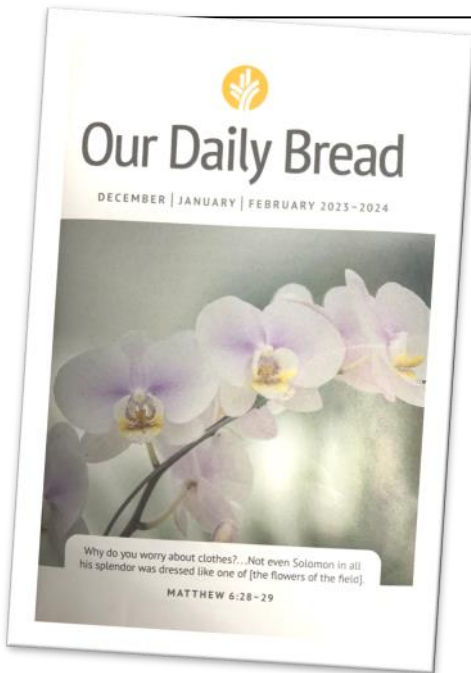 Our Daily Bread
DECEMBER | JANUARY | FEBRUARY 2023–2024
Why do you worry about clothes?...Not even Solomon in all
his splendor was dressed like one of [the flowers of the field].
MATTHEW 6:28–29